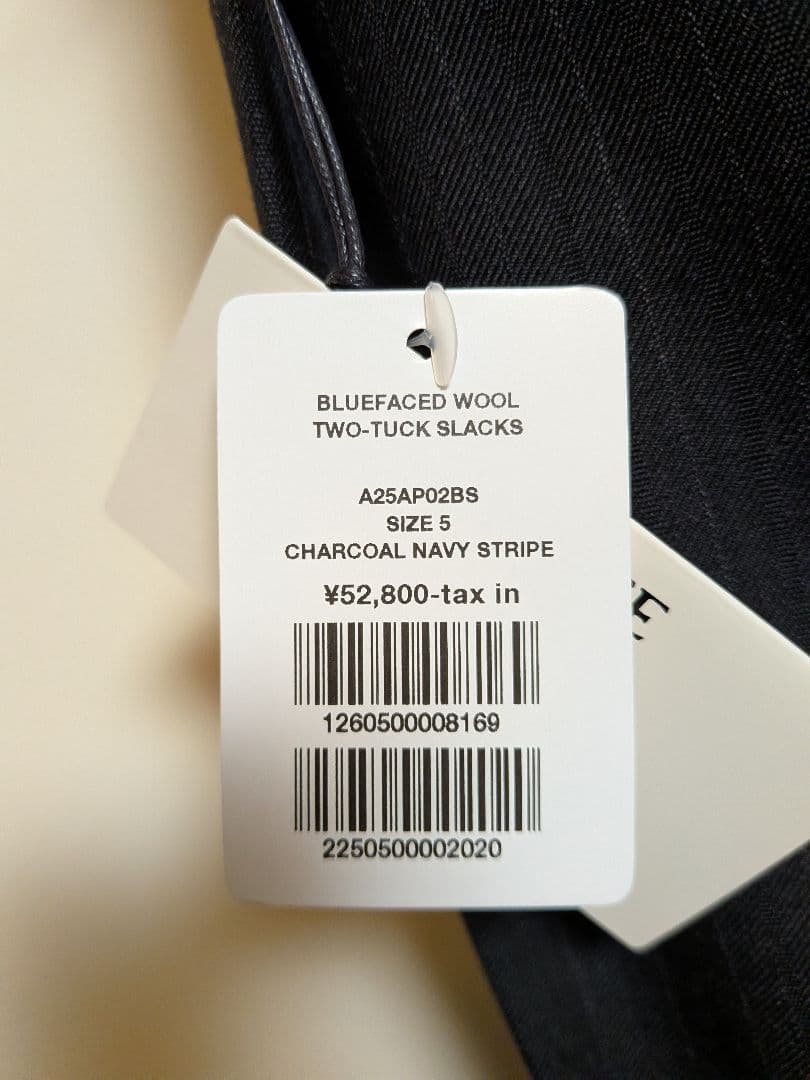 BLUEFACED WOOL
TWO-TUCK SLACKS
A25AP02BS
SIZE 5
CHARCOAL NAVY STRIPE
¥52,800-tax in
1260500008169
2250500002020